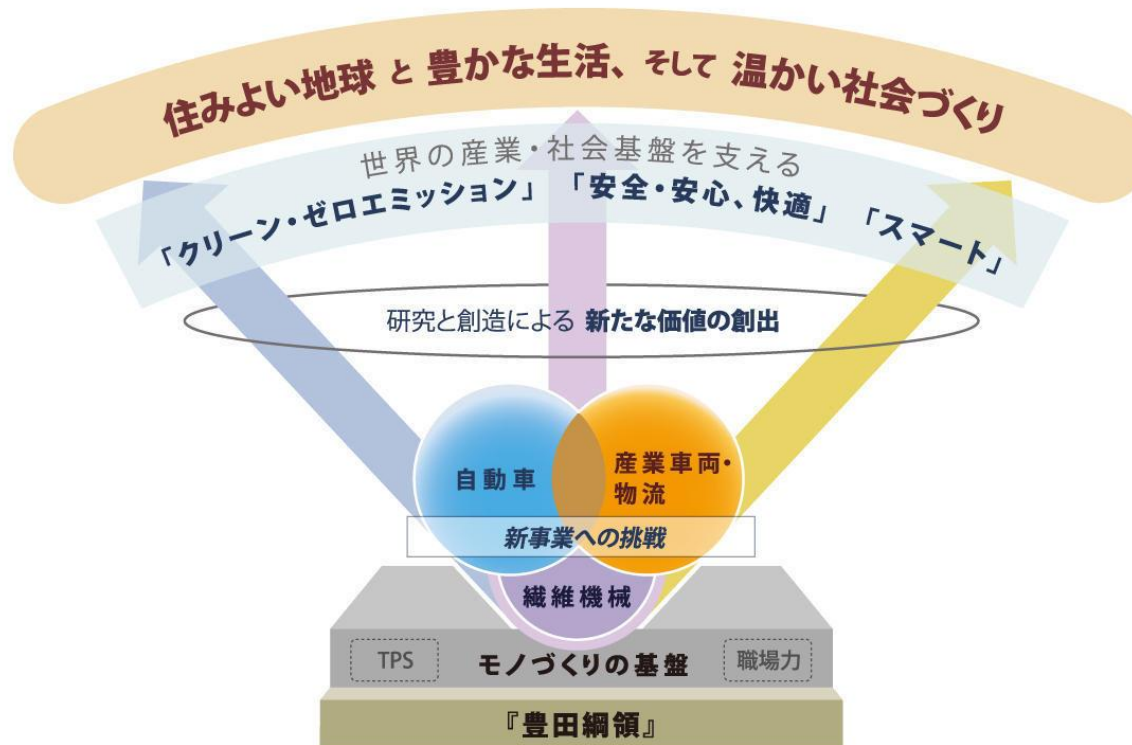 住みよい地球 と 豊かな生活、そして 温かい社会づくり
世界の産業・社会基盤を支える
「クリーン・ゼロエミッション」 「安全・安心、快適」 「スマート」
研究と創造による 新たな価値の創出
自動車
産業車両・
物流
新事業への挑戦
繊維機械
TPS
モノづくりの基盤
職場力
『豊田綱領』